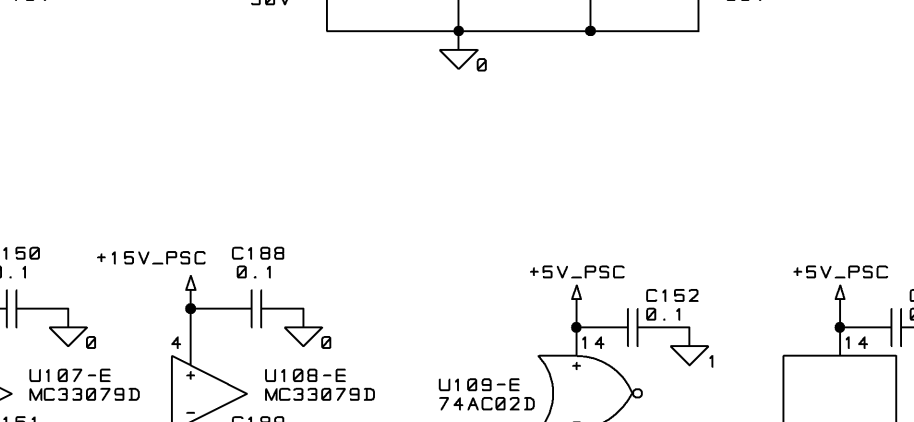 0
150
0.1
+15V_PSC
C188
0.1
+5V_PSC
C152
0.1
+5V_PSC
0
4
0
14
1
14
U107-E
MC33079D
U108-E
MC33079D
U109-E
74AC02D